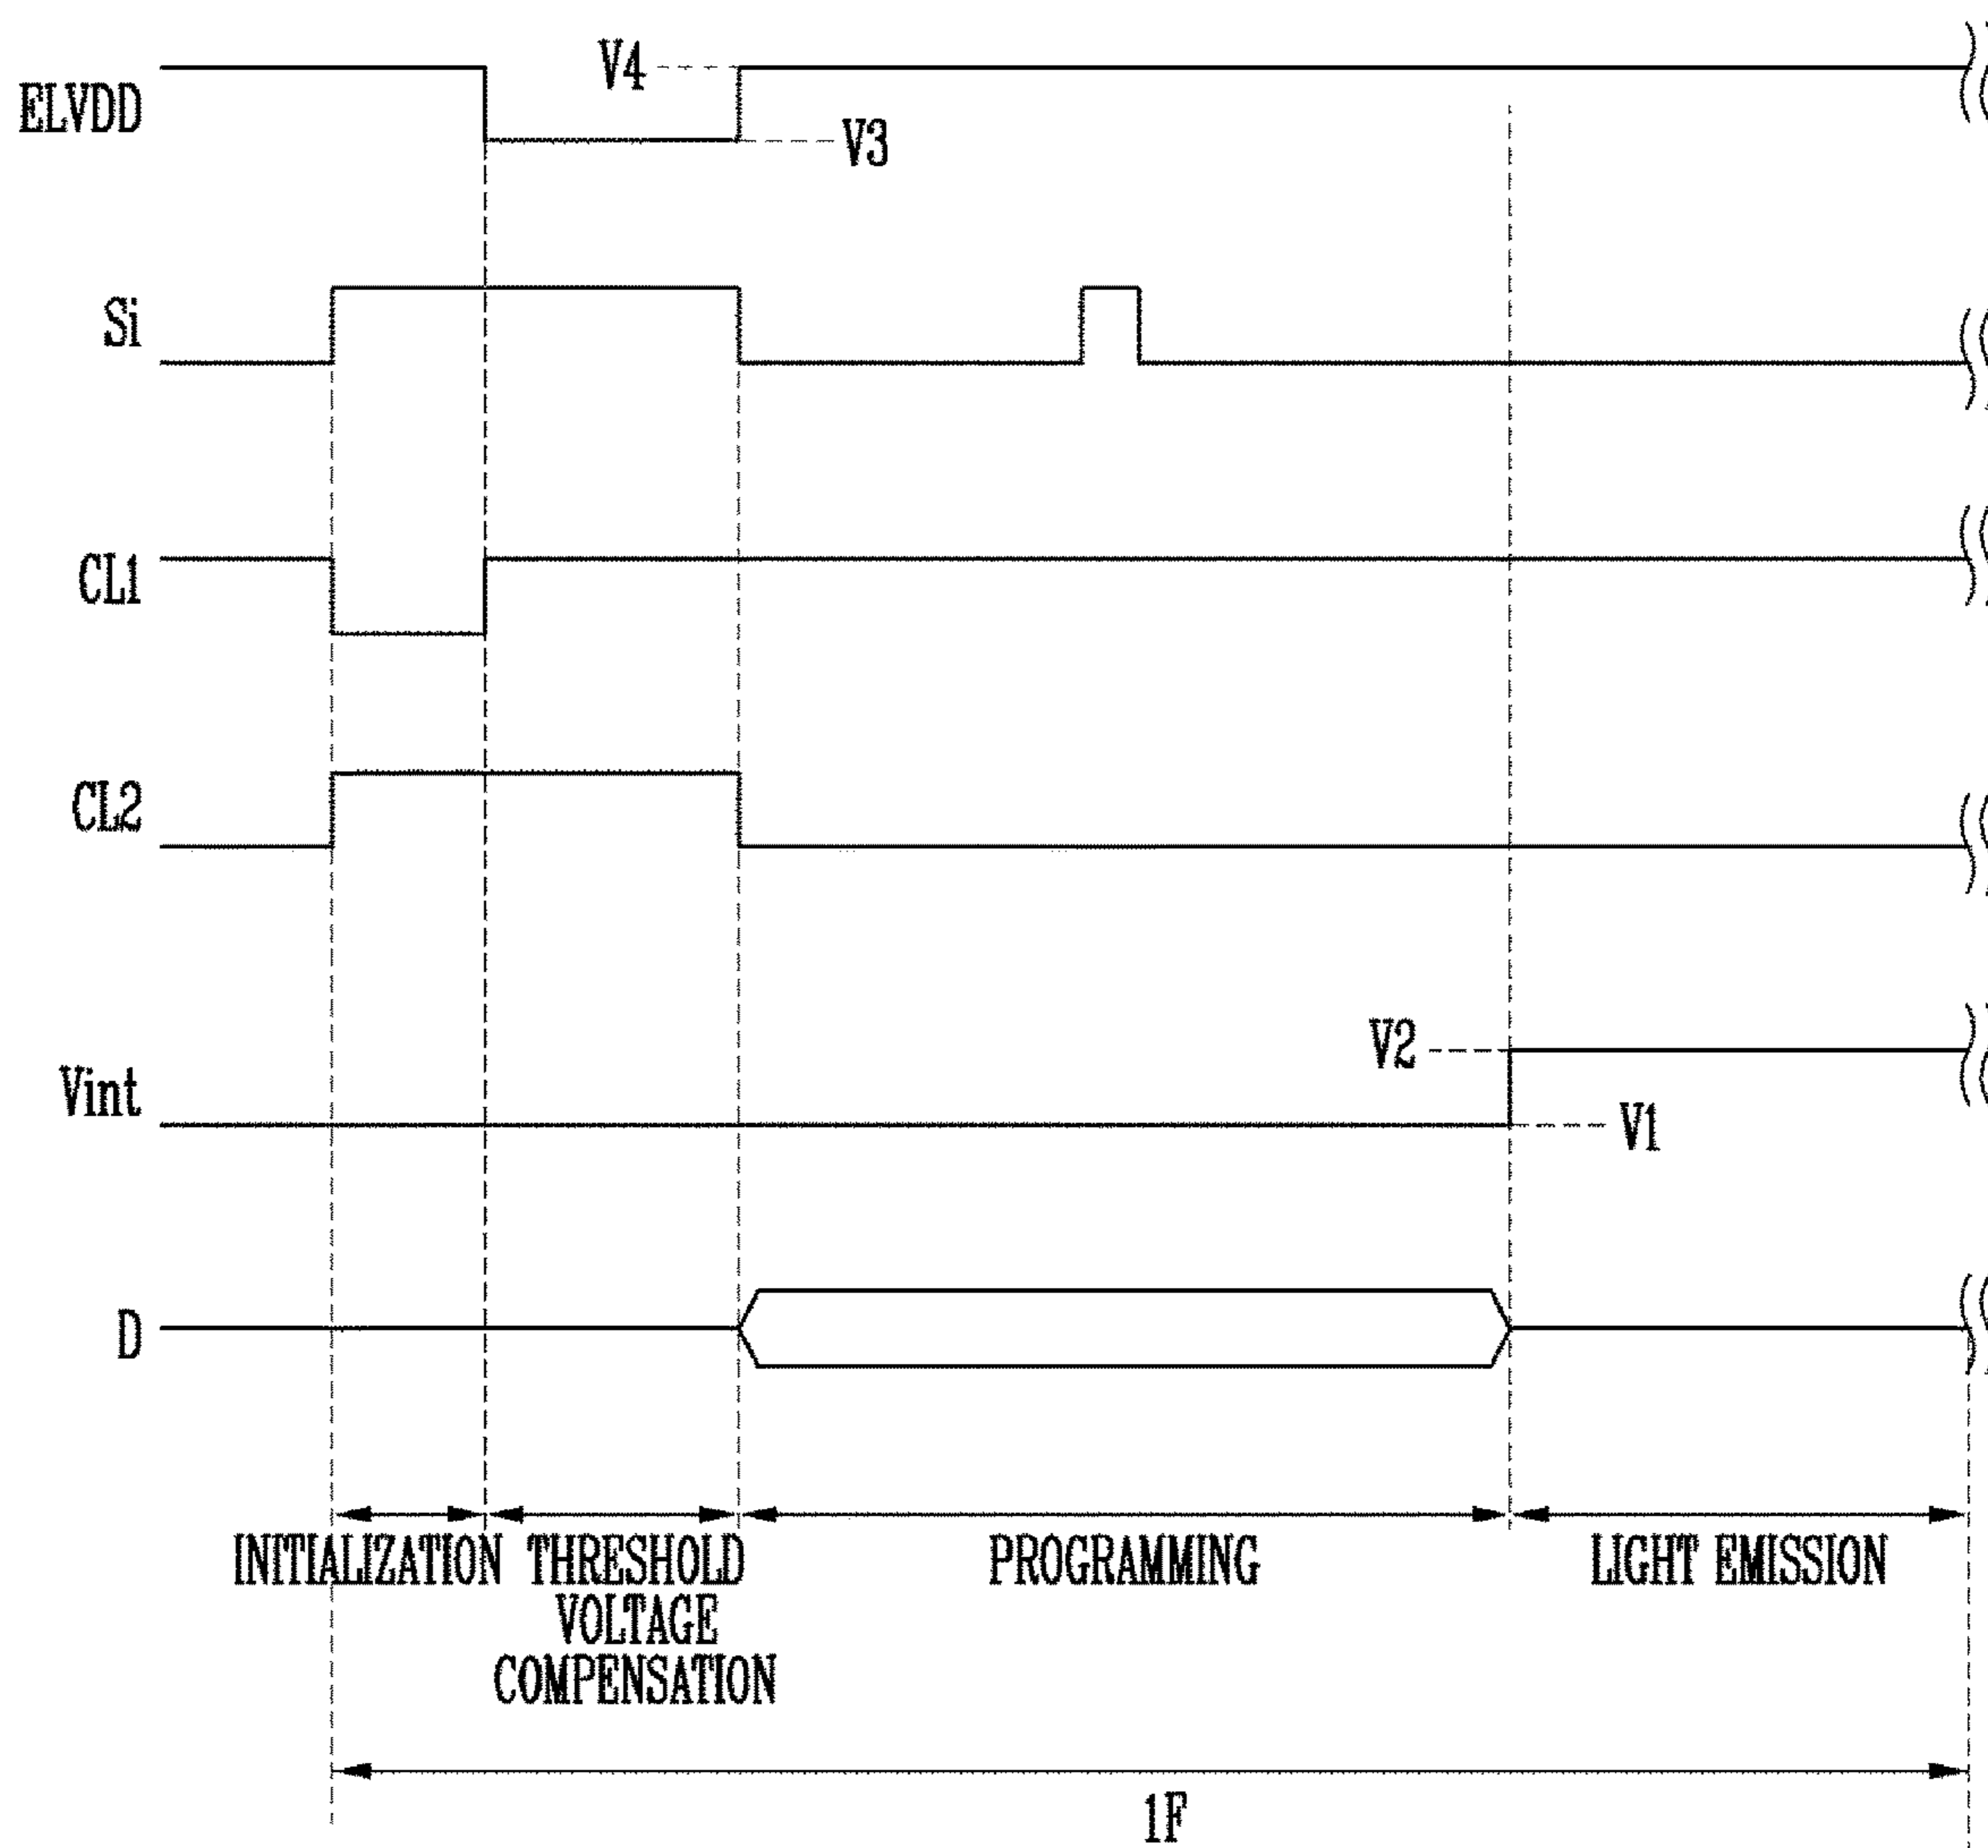 V4
ELVDD
V3
Si
CL1
CL2
V2
Vint
V1
D
INITIALIZATION
THRESHOLD
VOLTAGE
COMPENSATION
PROGRAMMING
LIGHT EMISSION
1F